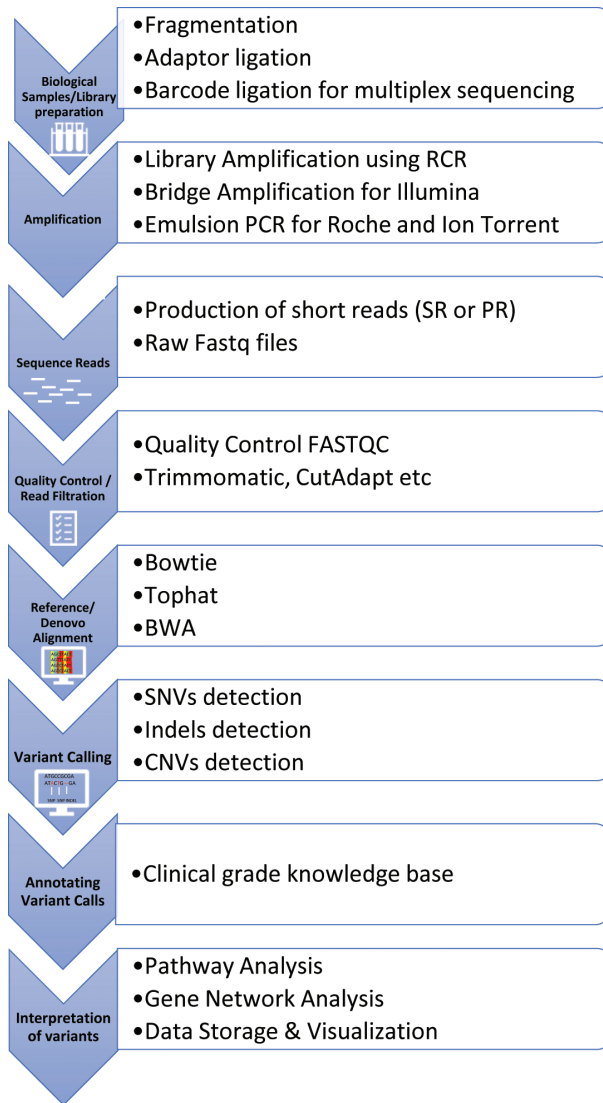 Biological
Samples/Library
preparation
•Fragmentation
•Adaptor ligation
•Barcode ligation for multiplex sequencing
Amplification
•Library Amplification using RCR
•Bridge Amplification for Illumina
•Emulsion PCR for Roche and Ion Torrent
Sequence Reads
•Production of short reads (SR or PR)
•Raw Fastq files
Quality Control /
Read Filtration
•Quality Control FASTQC
•Trimmomatic, CutAdapt etc
Reference/
Denovo
Alignment
•Bowtie
•Tophat
•BWA
Variant Calling
ATGCCGCGA
SNP SNP INDEL
•SNVs detection
•Indels detection
•CNVs detection
Annotating
Variant Calls
•Clinical grade knowledge base
Interpretation
of variants
•Pathway Analysis
•Gene Network Analysis
•Data Storage & Visualization